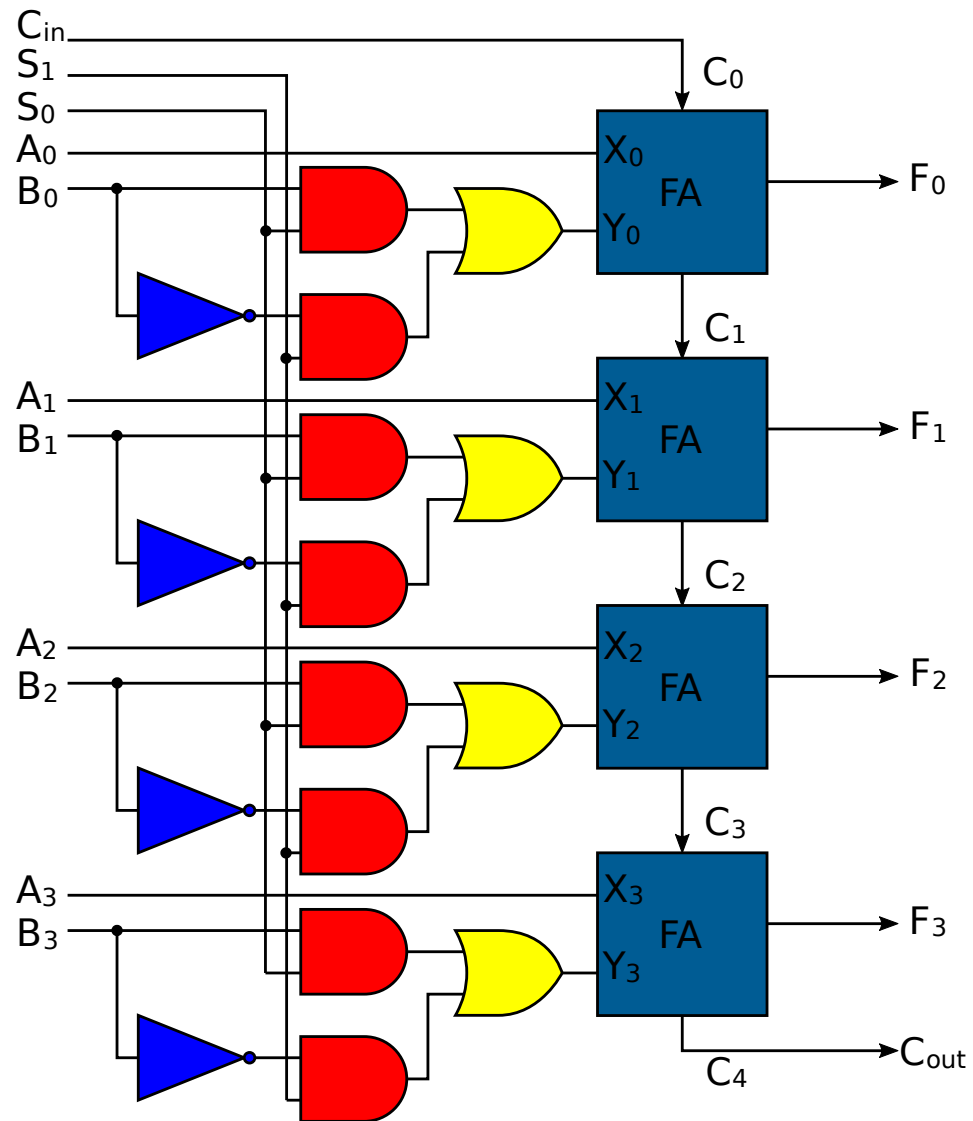 C₍in₎
S₁
C₀
S₀
A₀
X₀
B₀
FA
F₀
Y₀
C₁
A₁
X₁
B₁
FA
F₁
Y₁
C₂
A₂
X₂
B₂
FA
F₂
Y₂
C₃
A₃
X₃
B₃
FA
F₃
Y₃
C₄
Cout